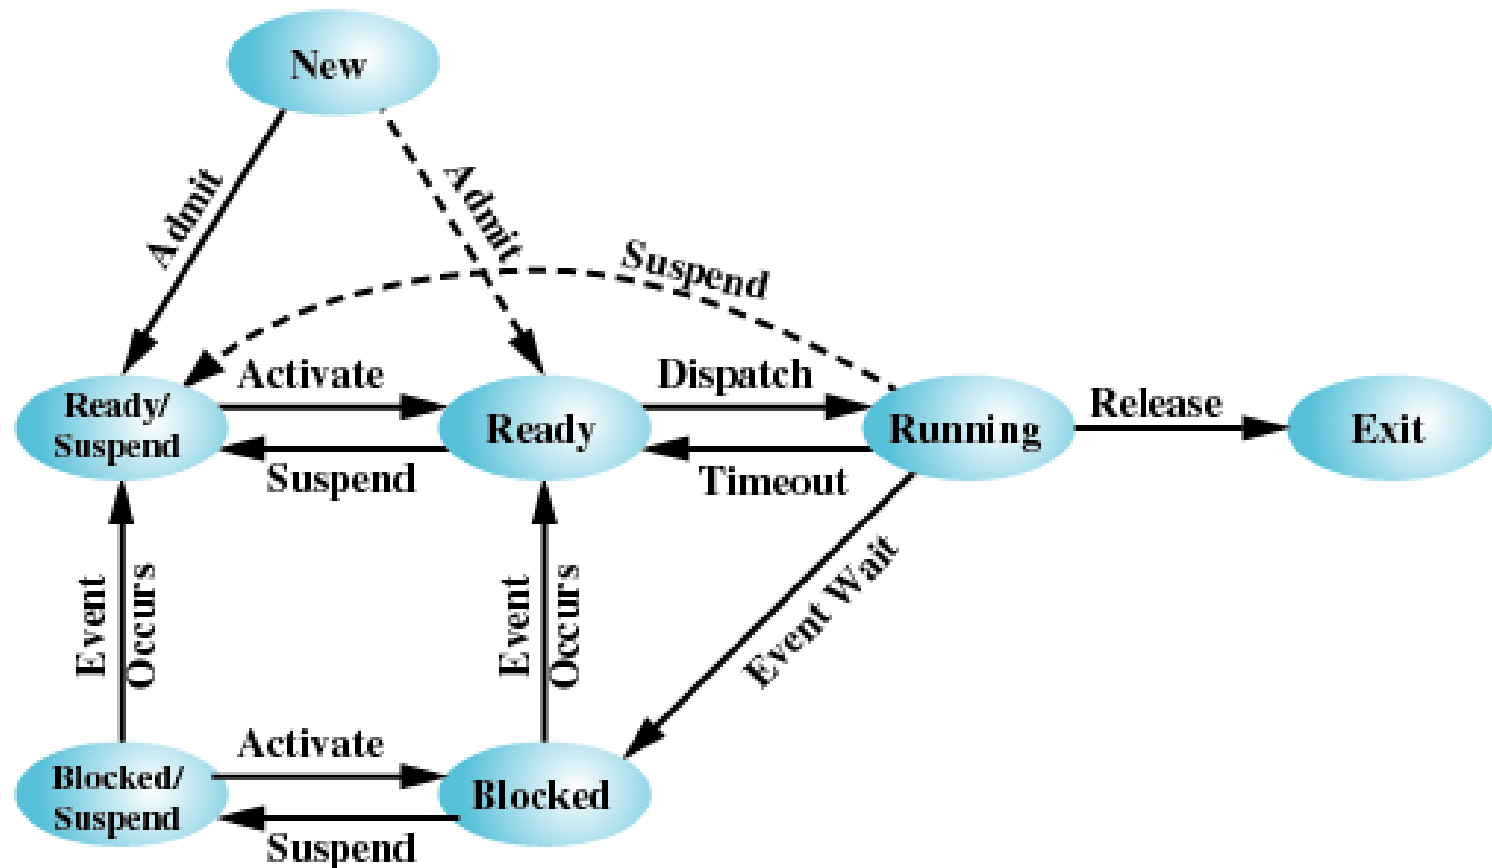 New
Admit
Admit
Suspend
Activate
Dispatch
Release
Ready/
Suspend
Ready
Running
Exit
Suspend
Timeout
Event
Occurs
Event
Occurs
Event Wait
Activate
Blocked/
Suspend
Blocked
Suspend